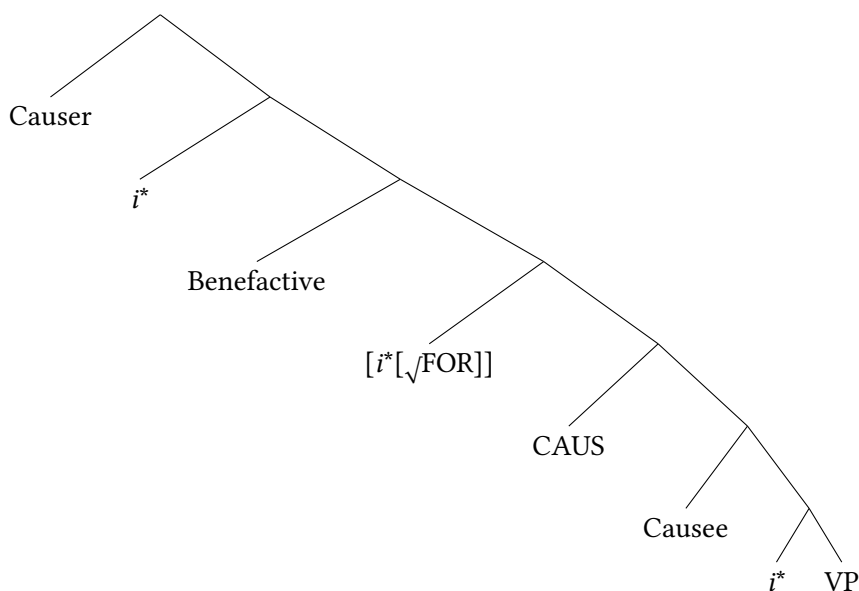 Causer
i*
Benefactive
[i*[√FOR]]
CAUS
Causee
i* VP